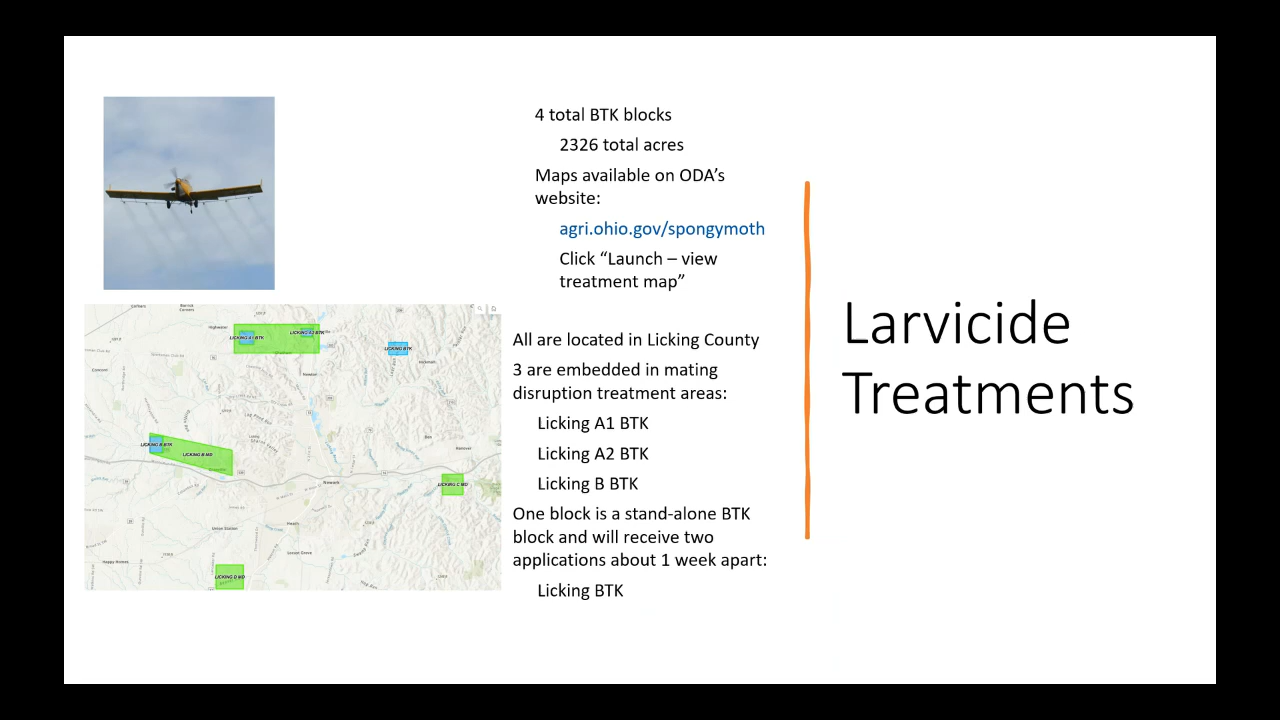 4 total BTK blocks
2326 total acres
Maps available on ODA’s
website:
agri.ohio.gov/spongymoth
Click “Launch – view
treatment map”
All are located in Licking County
3 are embedded in mating
disruption treatment areas:
Licking A1 BTK
Licking A2 BTK
Licking B BTK
One block is a stand-alone BTK
block and will receive two
applications about 1 week apart:
Licking BTK
Larvicide
Treatments
LICKING A1 BTK
LICKING A2 BTK
LICKING BTK
LICKING B BTK
LICKING B MD
LICKING C MD
LICKING D MD
Newark